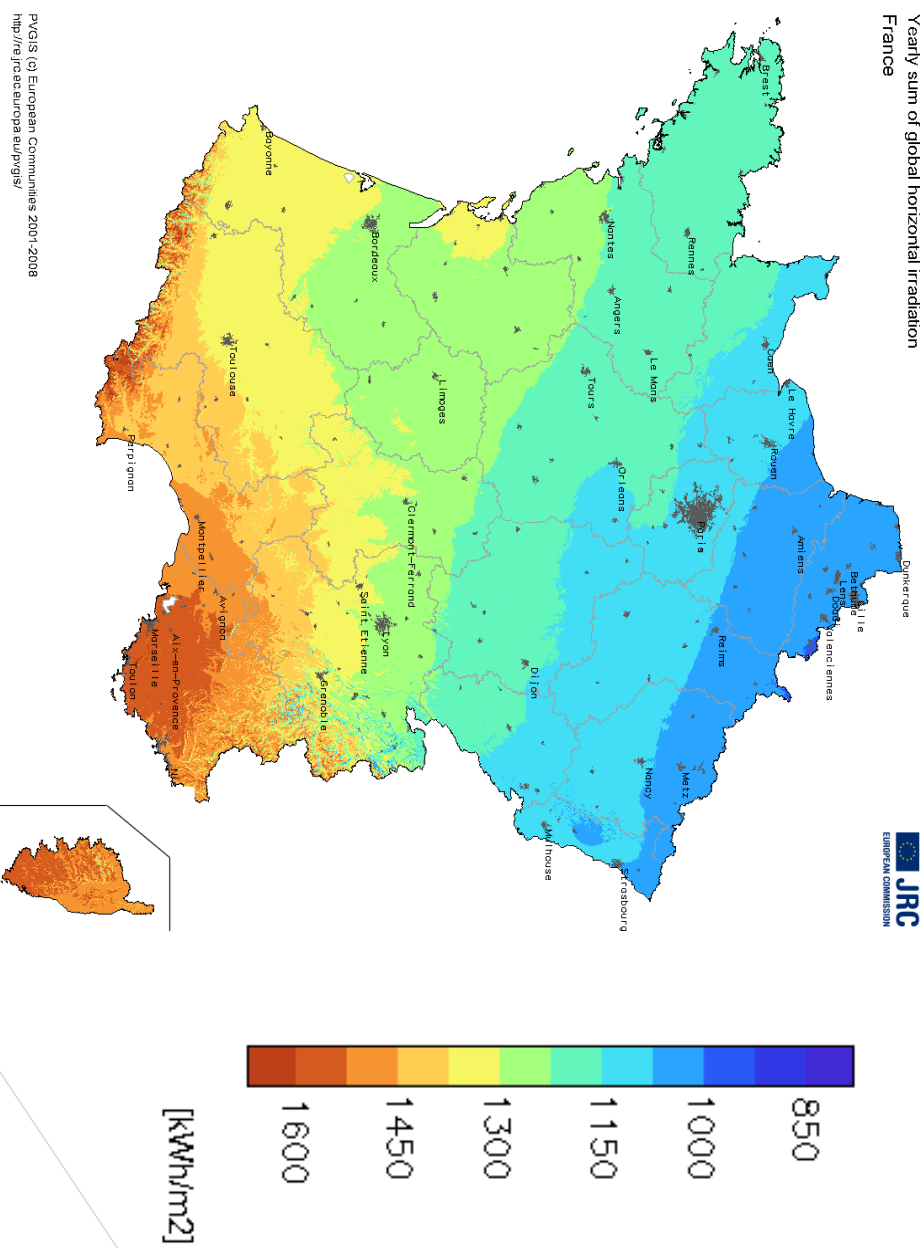 Yearly sum of global horizontal irradiation
France
JRC
EUROPEAN COMMISSION
Dunkerque
Lille
Bethune
Lens
Douai
Valenciennes
Amiens
Le Havre
Rouen
Caen
Reims
Brest
Paris
Metz
Rennes
Le Mans
Nancy
Orleans
Strasbourg
Nantes
Angers
Tours
Mulhouse
Dijon
Limoges
Clermont-Ferrand
Lyon
Saint Etienne
Bordeaux
Grenoble
Bayonne
Toulouse
Avignon
Montpellier
Aix-en-Provence
Marseille
Toulon
Perpignan
850
1000
1150
1300
1450
1600
[kWh/m2]
PVGIS (c) European Communities 2001-2008
http://re.jrc.ec.europa.eu/pvgis/